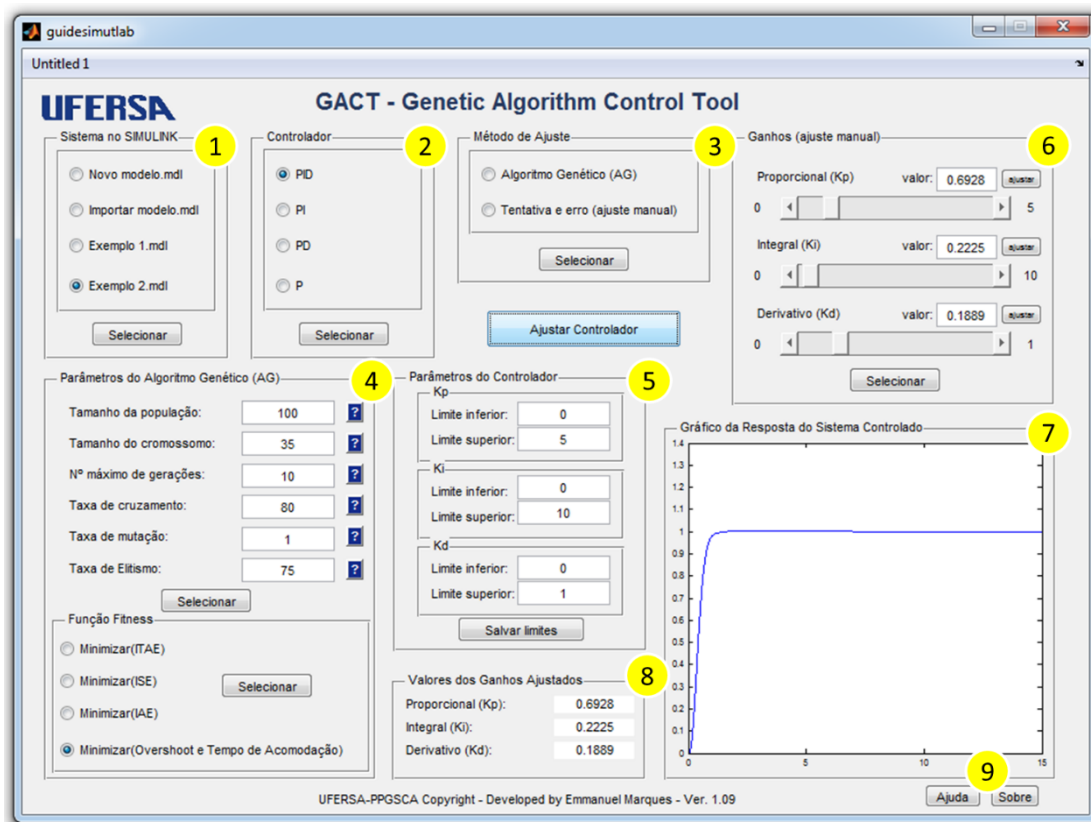 guidesimutlab
Untitled 1
UFERSA
GACT - Genetic Algorithm Control Tool
Sistema no SIMULINK
1
Novo modelo.mdl
Importar modelo.mdl
Exemplo 1.mdl
Exemplo 2.mdl
Selecionar
Controlador
2
PID
PI
PD
P
Selecionar
Método de Ajuste
3
Algoritmo Genético (AG)
Tentativa e erro (ajuste manual)
Selecionar
Ajustar Controlador
Ganhos (ajuste manual)
6
Proporcional (Kp) valor: 0.6928 ajustar
0 5
Integral (Ki) valor: 0.2225 ajustar
0 10
Derivativo (Kd) valor: 0.1889 ajustar
0 1
Selecionar
Parâmetros do Algoritmo Genético (AG)
4
Tamanho da população: 100 ?
Tamanho do cromossomo: 35 ?
Nº máximo de gerações: 10 ?
Taxa de cruzamento: 80 ?
Taxa de mutação: 1 ?
Taxa de Elitismo: 75 ?
Selecionar
Função Fitness
Minimizar(ITAE)
Minimizar(ISE)
Selecionar
Minimizar(IAE)
Minimizar(Overshoot e Tempo de Acomodação)
Parâmetros do Controlador
5
Kp
Limite inferior: 0
Limite superior: 5
Ki
Limite inferior: 0
Limite superior: 10
Kd
Limite inferior: 0
Limite superior: 1
Salvar limites
Valores dos Ganhos Ajustados
8
Proporcional (Kp): 0.6928
Integral (Ki): 0.2225
Derivativo (Kd): 0.1889
Gráfico da Resposta do Sistema Controlado
7
1.4
1.3
1.2
1.1
1
0.9
0.8
0.7
0.6
0.5
0.4
0.3
0.2
0.1
0
0 5 10 15
9
Ajuda Sobre
UFERSA-PPGSCA Copyright - Developed by Emmanuel Marques - Ver. 1.09